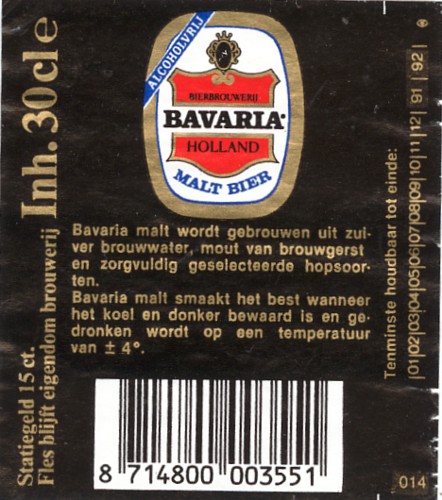 ALCOHOLVRIJ
BIERBROUWERIJ
BAVARIA
HOLLAND
MALT BIER
Bavaria malt wordt gebrouwen uit zui-
ver brouwwater, mout van brouwgerst
en zorgvuldig geselecteerde hopsoor-
ten.
Bavaria malt smaakt het best wanneer
het koel en donker bewaard is en ge-
dronken wordt op een temperatuur
van ± 4°.
Inh. 30cl e
Statiegeld 15 ct.
Fles blijft eigendom brouwerij
Tenminste houdbaar tot einde:
|01|02|03|04|05|06|07|08|09|10|11|12| 91| 92|
8 714800 003551
014